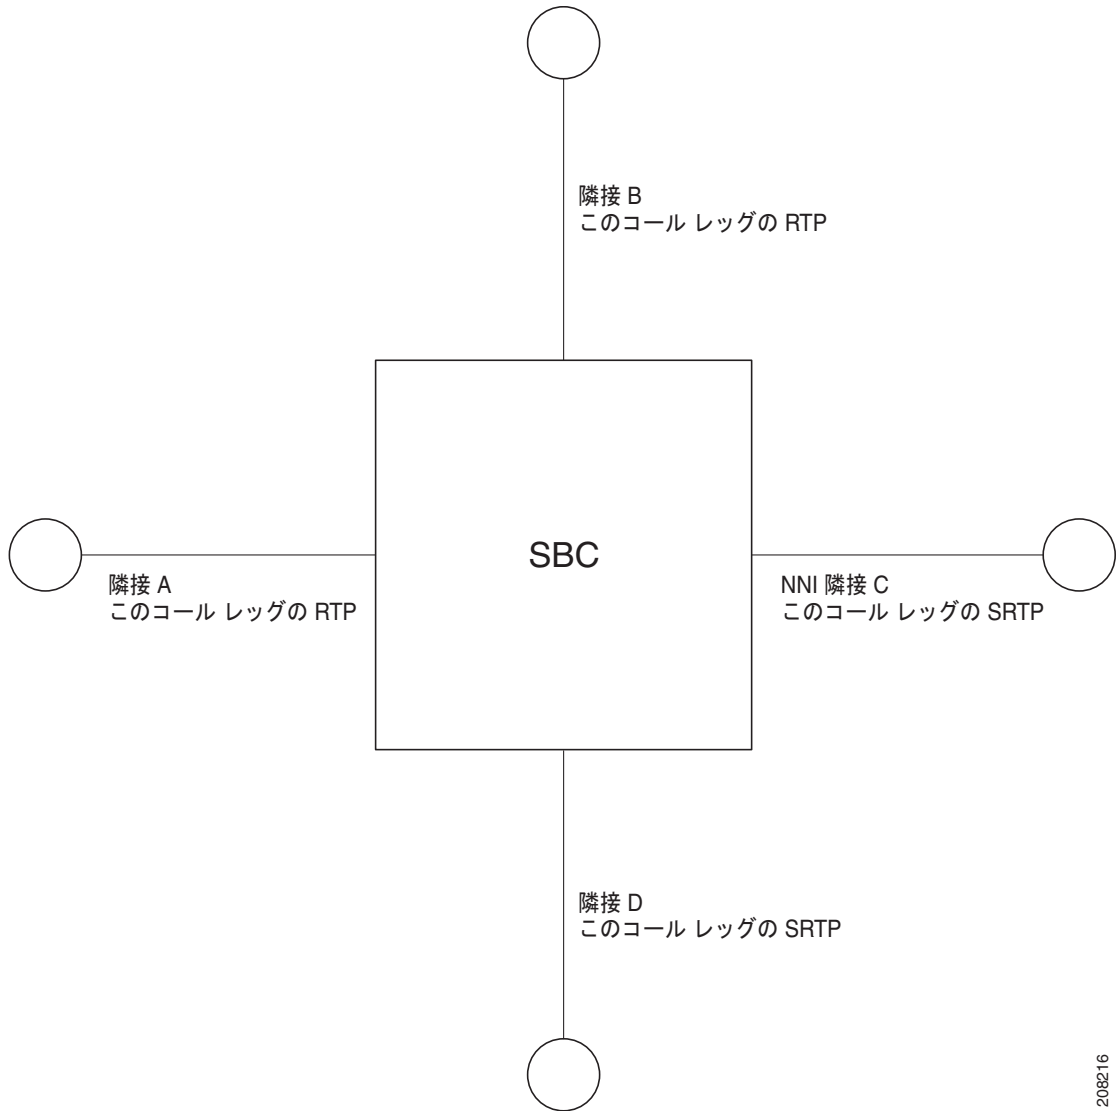 隣接 B
このコール レッグの RTP
SBC
隣接 A
このコール レッグの RTP
NNI 隣接 C
このコール レッグの SRTP
隣接 D
このコール レッグの SRTP
208216